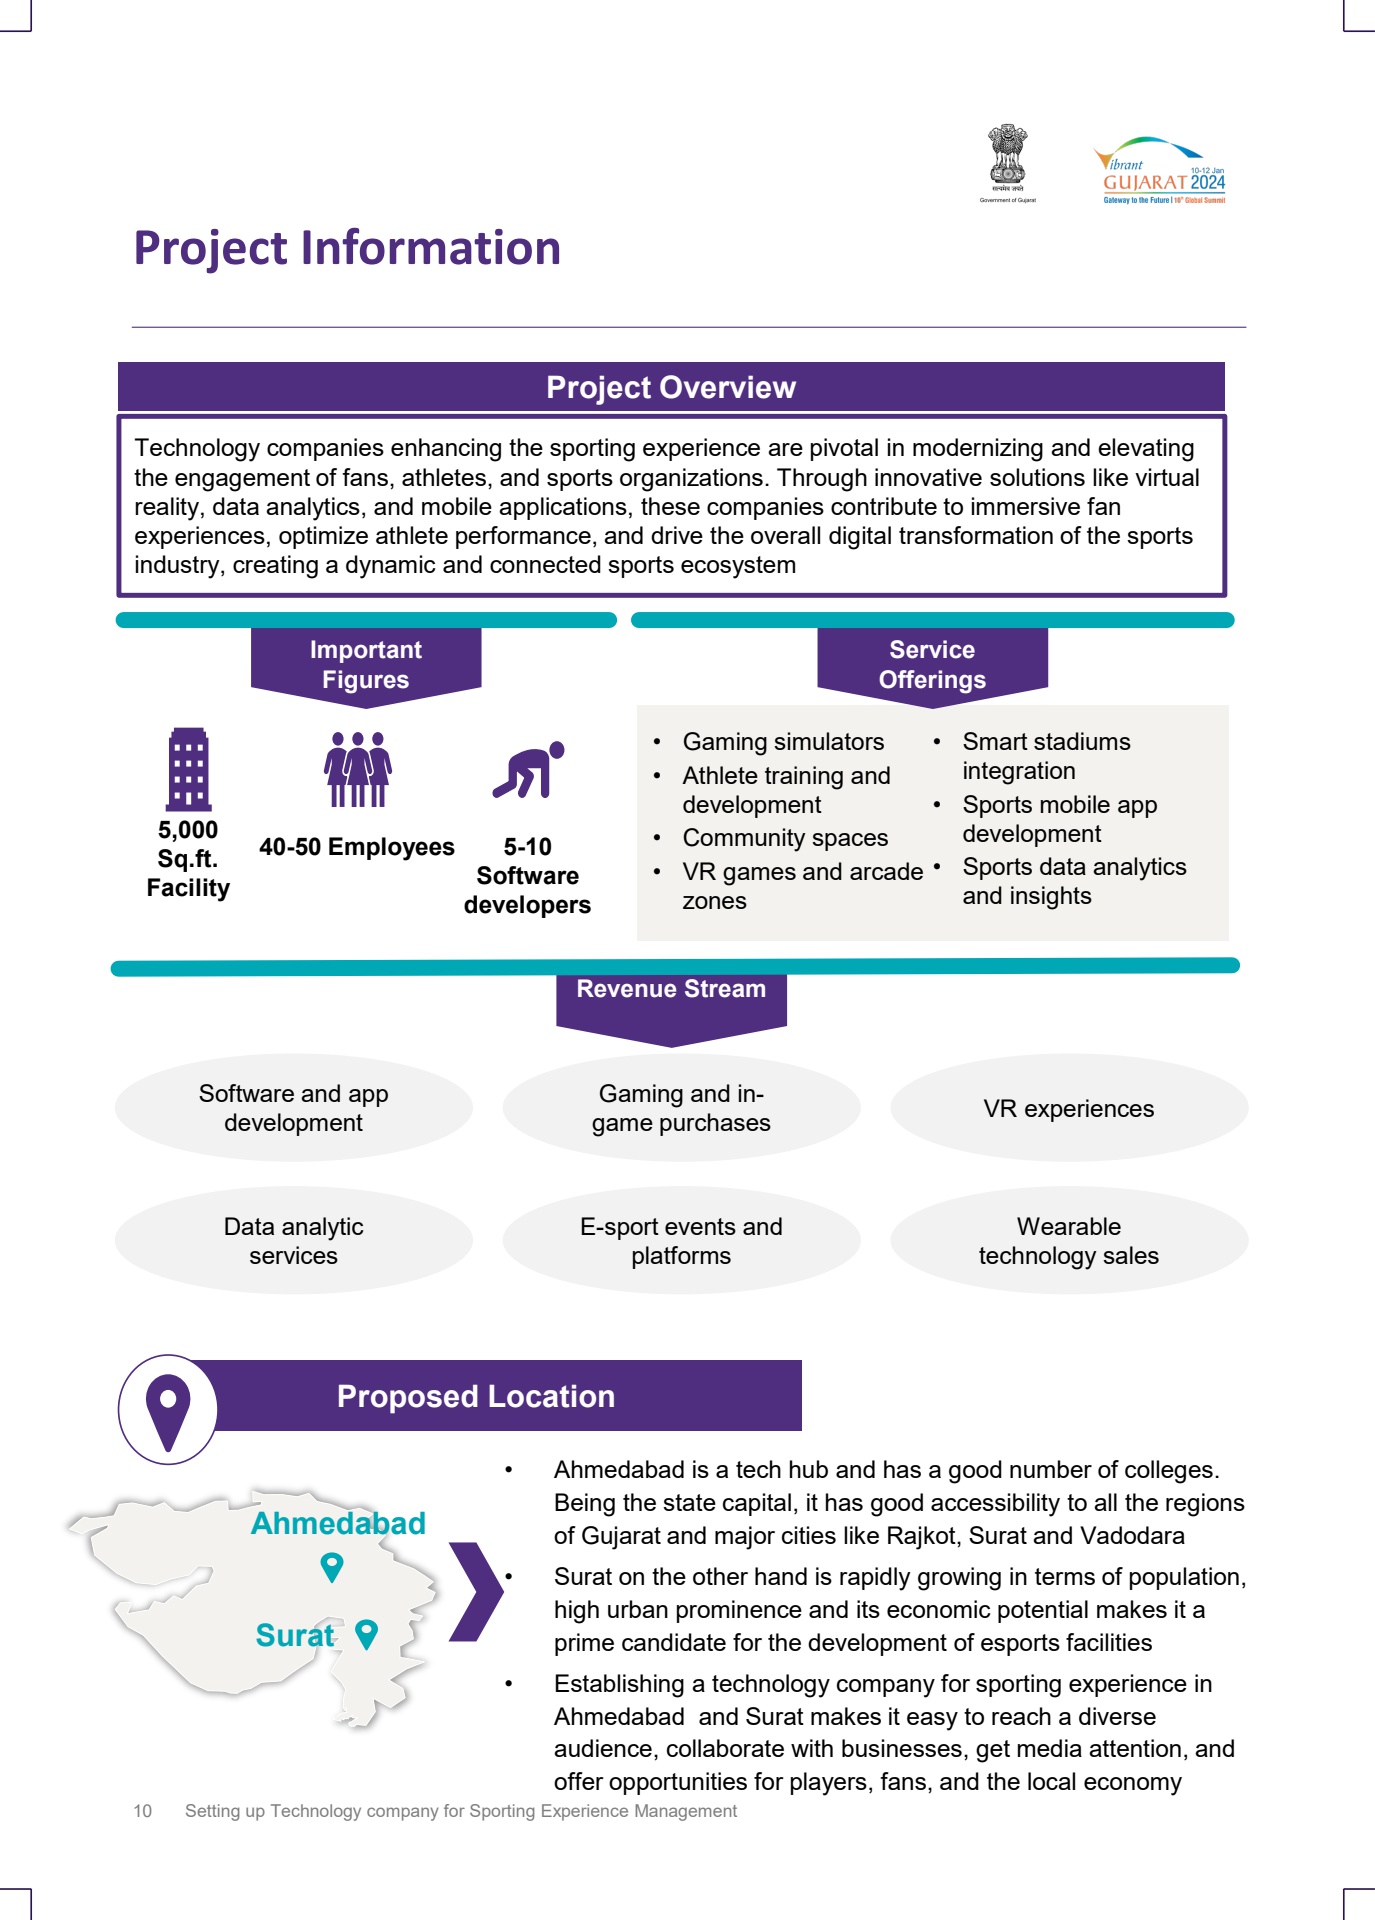 सत्यमेव जयते
Government of Gujarat
Vibrant
10-12 Jan
GUJARAT 2024
Gateway to the Future | 10th Global Summit
Project Information
Project Overview
Technology companies enhancing the sporting experience are pivotal in modernizing and elevating
the engagement of fans, athletes, and sports organizations. Through innovative solutions like virtual
reality, data analytics, and mobile applications, these companies contribute to immersive fan
experiences, optimize athlete performance, and drive the overall digital transformation of the sports
industry, creating a dynamic and connected sports ecosystem
Important
Figures
5,000
Sq.ft.
Facility
40-50 Employees
5-10
Software
developers
Service
Offerings
• Gaming simulators
• Athlete training and
development
• Community spaces
• VR games and arcade
zones
• Smart stadiums
integration
• Sports mobile app
development
• Sports data analytics
and insights
Revenue Stream
Software and app
development
Gaming and in-
game purchases
VR experiences
Data analytic
services
E-sport events and
platforms
Wearable
technology sales
Proposed Location
Ahmedabad
Surat
• Ahmedabad is a tech hub and has a good number of colleges.
Being the state capital, it has good accessibility to all the regions
of Gujarat and major cities like Rajkot, Surat and Vadodara
• Surat on the other hand is rapidly growing in terms of population,
high urban prominence and its economic potential makes it a
prime candidate for the development of esports facilities
• Establishing a technology company for sporting experience in
Ahmedabad  and Surat makes it easy to reach a diverse
audience, collaborate with businesses, get media attention, and
offer opportunities for players, fans, and the local economy
10 Setting up Technology company for Sporting Experience Management